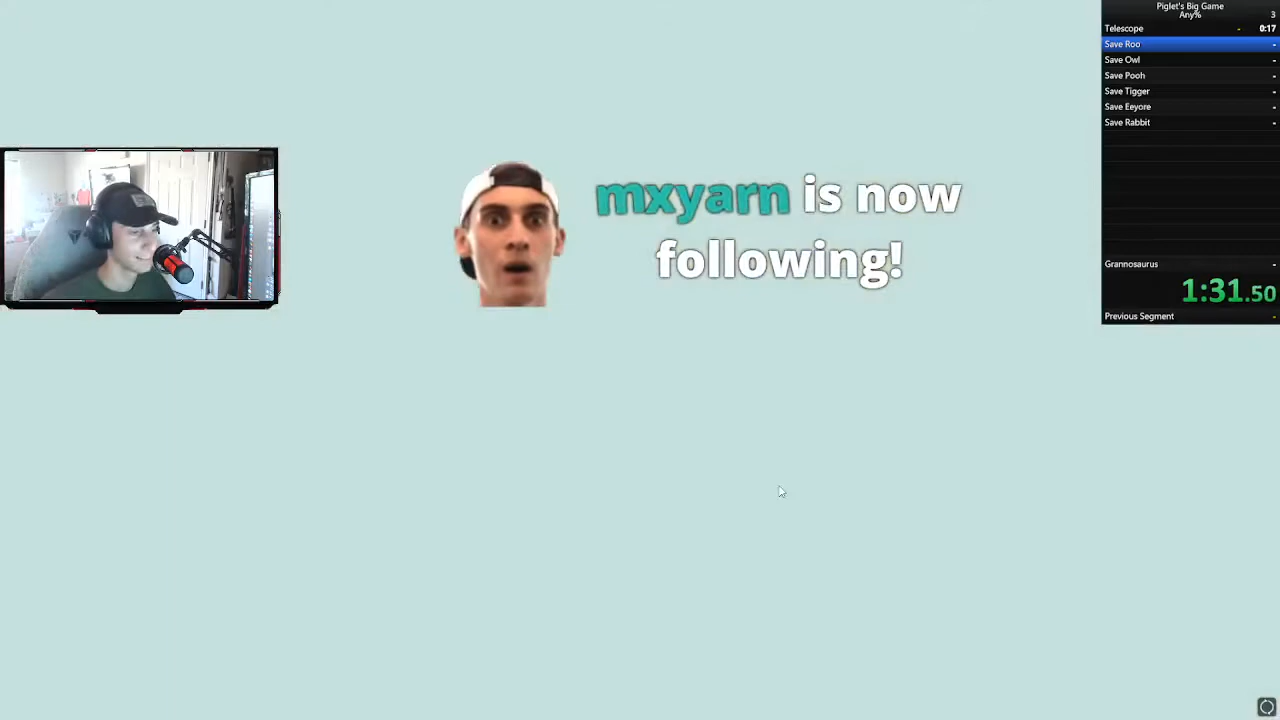 Piglet's Big Game
Any%
3
Telescope - 0:17
Save Roo -
Save Owl -
Save Pooh -
Save Tigger -
Save Eeyore -
Save Rabbit -
Grannosaurus -
1:31.50
Previous Segment -
mxyarn is now
following!